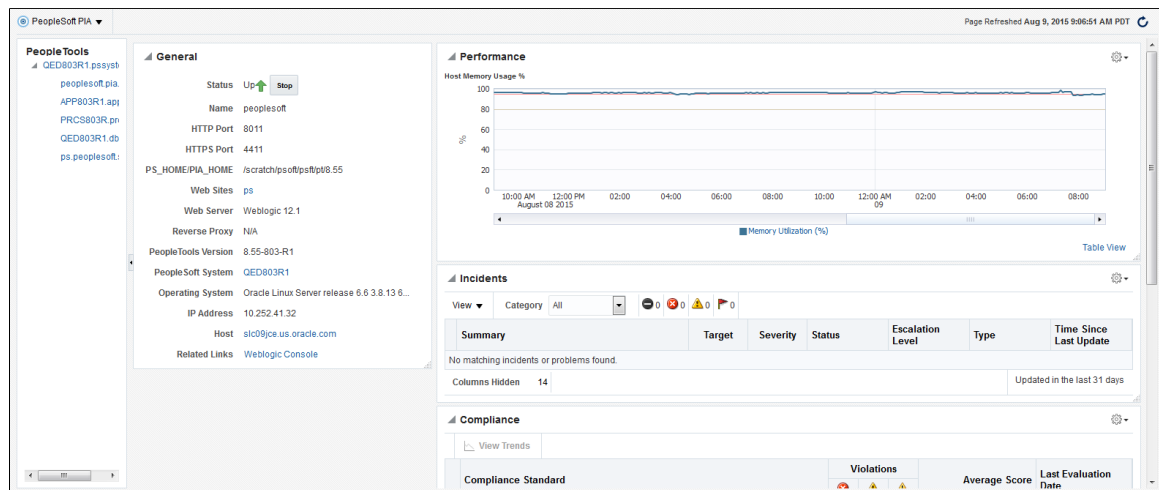 PeopleSoft PIA
Page Refreshed Aug 9, 2015 9:06:51 AM PDT
PeopleTools
QED803R1.pssyst
peoplesoft.pia.
APP803R1.app
PRCS803R.pr
QED803R1.db
ps.peoplesoft.
General
Status Up Stop
Name peoplesoft
HTTP Port 8011
HTTPS Port 4411
PS_HOME/PIA_HOME /scratch/psoft/psft/pt/8.55
Web Sites ps
Web Server Weblogic 12.1
Reverse Proxy N/A
PeopleTools Version 8.55-803-R1
PeopleSoft System QED803R1
Operating System Oracle Linux Server release 6.6 3.8.13 6...
IP Address 10.252.41.32
Host slc09jce.us.oracle.com
Related Links Weblogic Console
Performance
Host Memory Usage %
100
80
60
40
20
0
%
10:00 AM 12:00 PM 02:00 04:00 06:00 08:00 10:00 12:00 AM 02:00 04:00 06:00 08:00
August 08 2015 09
Memory Utilization (%)
Table View
Incidents
View Category All 0 0 0 0
Summary Target Severity Status Escalation Level Type Time Since Last Update
No matching incidents or problems found.
Columns Hidden 14 Updated in the last 31 days
Compliance
View Trends
Compliance Standard Violations Average Score Last Evaluation Date